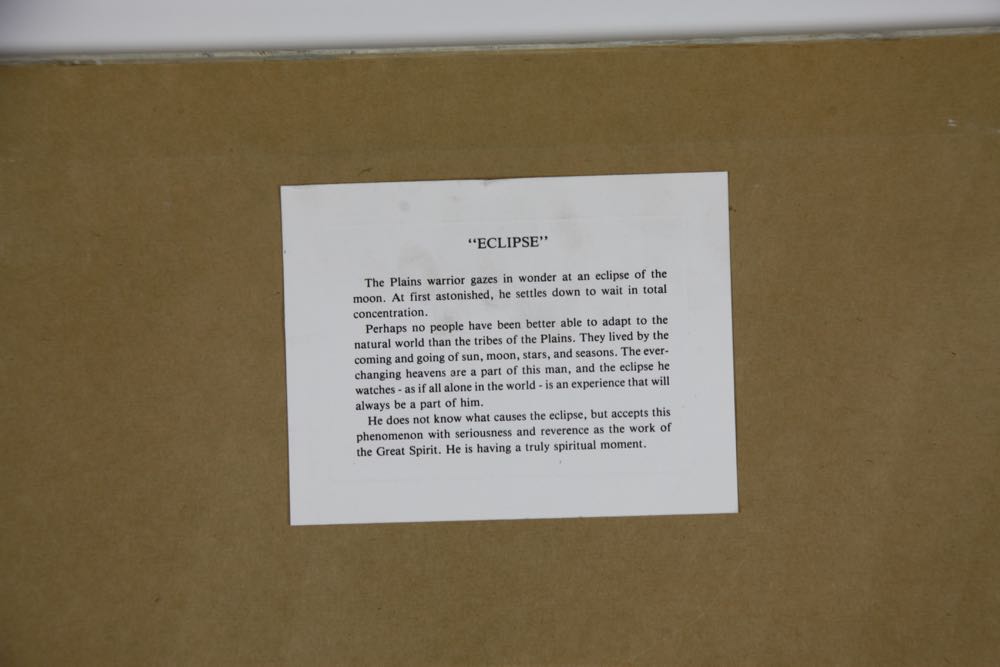 “ECLIPSE”
The Plains warrior gazes in wonder at an eclipse of the
moon. At first astonished, he settles down to wait in total
concentration.
Perhaps no people have been better able to adapt to the
natural world than the tribes of the Plains. They lived by the
coming and going of sun, moon, stars, and seasons. The ever-
changing heavens are a part of this man, and the eclipse he
watches - as if all alone in the world - is an experience that will
always be a part of him.
He does not know what causes the eclipse, but accepts this
phenomenon with seriousness and reverence as the work of
the Great Spirit. He is having a truly spiritual moment.